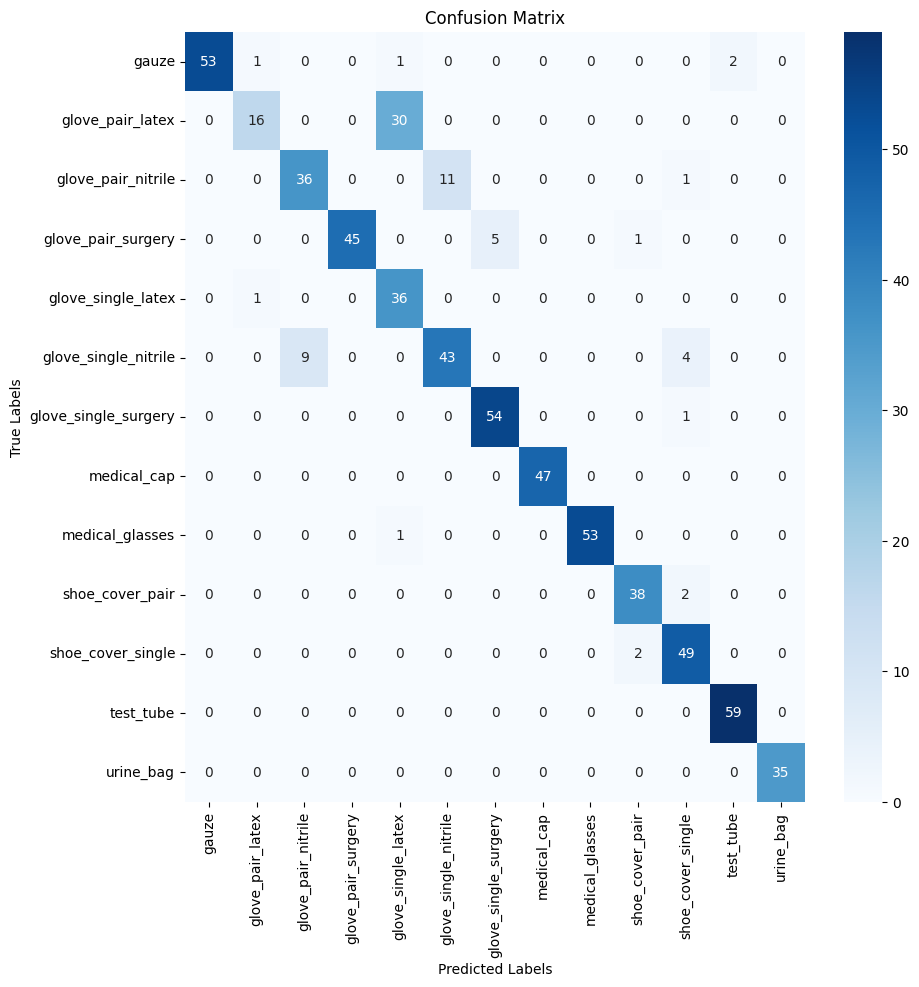 Confusion Matrix
gauze 53 1 0 0 1 0 0 0 0 0 0 2 0
glove_pair_latex 0 16 0 0 30 0 0 0 0 0 0 0 0
glove_pair_nitrile 0 0 36 0 0 11 0 0 0 0 1 0 0
glove_pair_surgery 0 0 0 45 0 0 5 0 0 1 0 0 0
glove_single_latex 0 1 0 0 36 0 0 0 0 0 0 0 0
glove_single_nitrile 0 0 9 0 0 43 0 0 0 0 4 0 0
glove_single_surgery 0 0 0 0 0 0 54 0 0 0 1 0 0
medical_cap 0 0 0 0 0 0 0 47 0 0 0 0 0
medical_glasses 0 0 0 0 1 0 0 0 53 0 0 0 0
shoe_cover_pair 0 0 0 0 0 0 0 0 0 38 2 0 0
shoe_cover_single 0 0 0 0 0 0 0 0 0 2 49 0 0
test_tube 0 0 0 0 0 0 0 0 0 0 0 59 0
urine_bag 0 0 0 0 0 0 0 0 0 0 0 0 35
True Labels
gauze
glove_pair_latex
glove_pair_nitrile
glove_pair_surgery
glove_single_latex
glove_single_nitrile
glove_single_surgery
medical_cap
medical_glasses
shoe_cover_pair
shoe_cover_single
test_tube
urine_bag
Predicted Labels
50
40
30
20
10
0